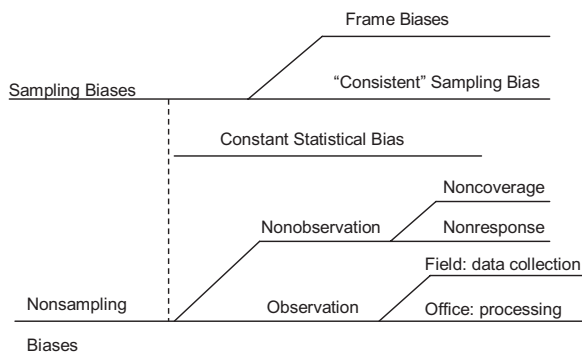 Frame Biases
Sampling Biases
“Consistent” Sampling Bias
Constant Statistical Bias
Noncoverage
Nonobservation
Nonresponse
Field: data collection
Nonsampling
Biases
Observation
Office: processing